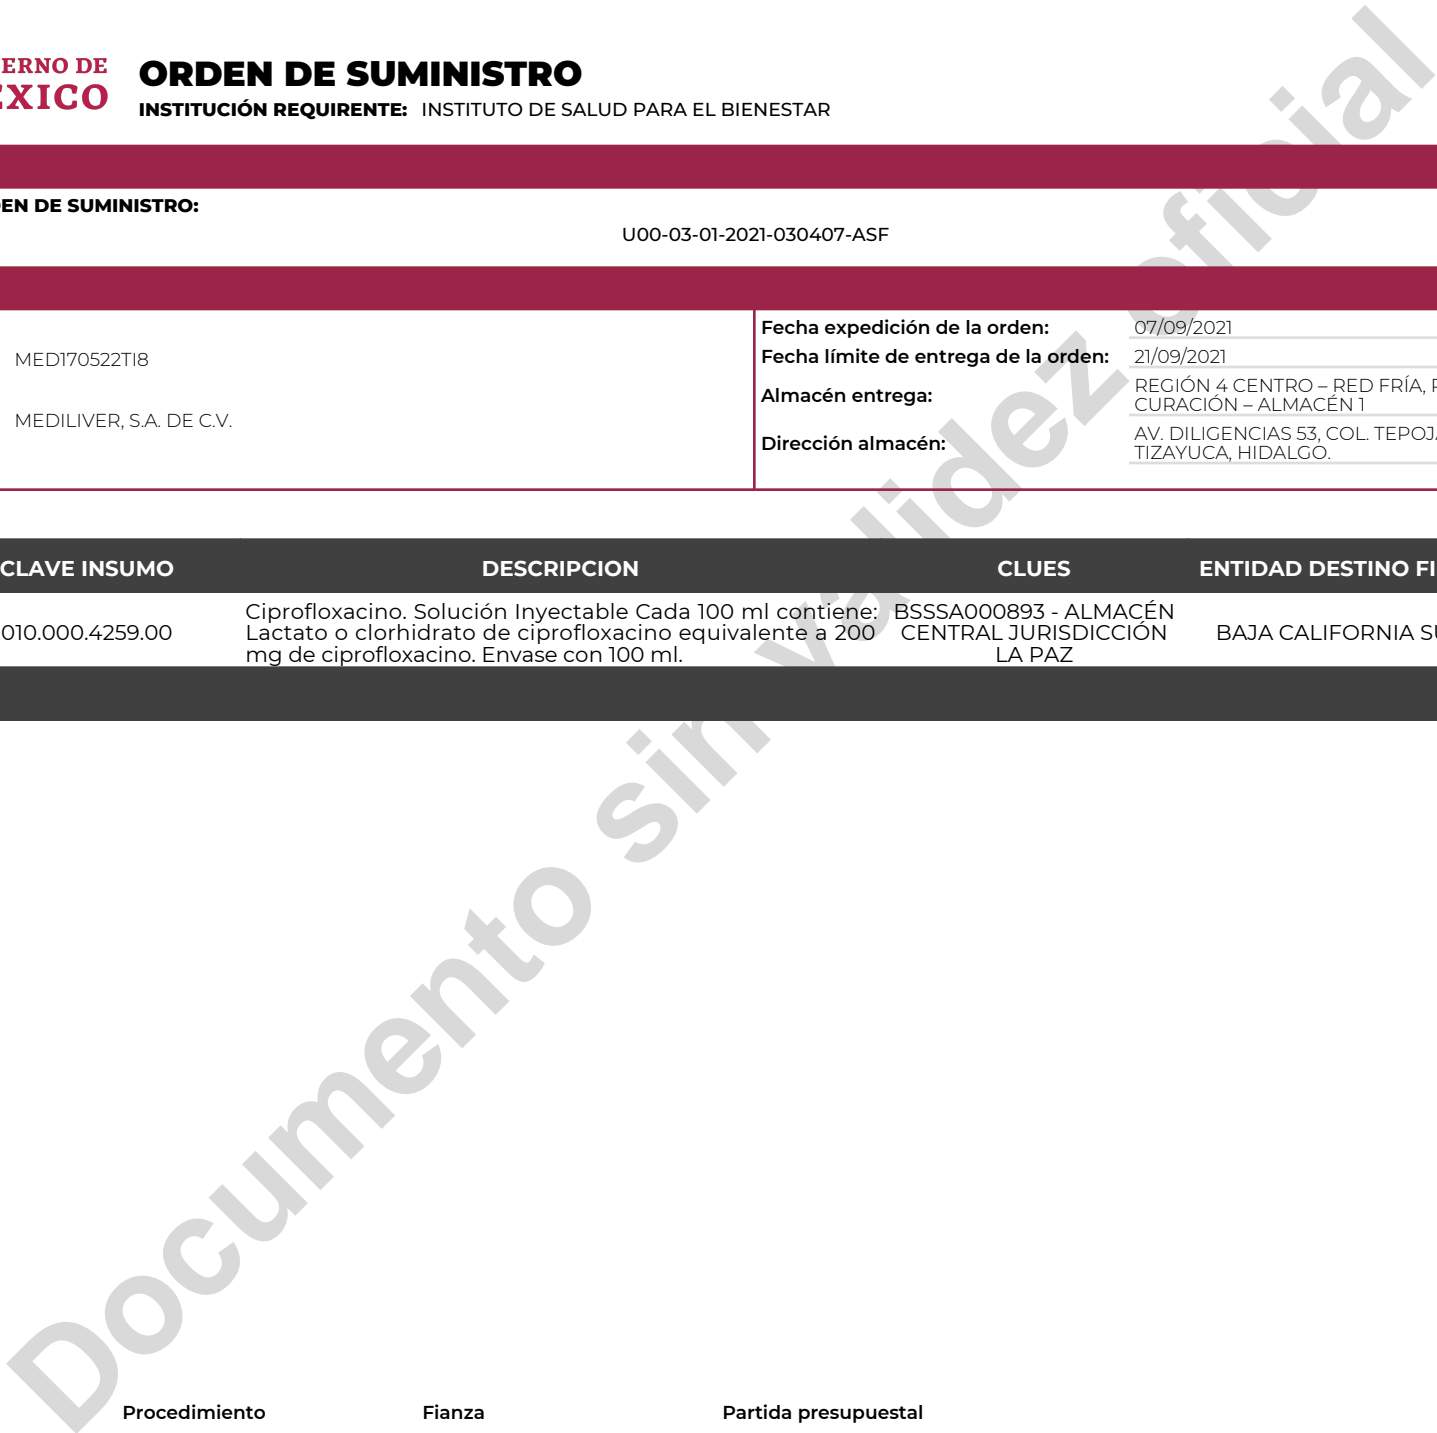 ERNO DE
ÉXICO
ORDEN DE SUMINISTRO
INSTITUCIÓN REQUIRENTE: INSTITUTO DE SALUD PARA EL BIENESTAR
EN DE SUMINISTRO:
U00-03-01-2021-030407-ASF
MED170522TI8
MEDILIVER, S.A. DE C.V.
Fecha expedición de la orden: 07/09/2021
Fecha límite de entrega de la orden: 21/09/2021
Almacén entrega: REGIÓN 4 CENTRO – RED FRÍA,
CURACIÓN – ALMACÉN 1
Dirección almacén: AV. DILIGENCIAS 53, COL. TEPOJ
TIZAYUCA, HIDALGO.
CLAVE INSUMO DESCRIPCION CLUES ENTIDAD DESTINO FI
010.000.4259.00
Ciprofloxacino. Solución Inyectable Cada 100 ml contiene:
Lactato o clorhidrato de ciprofloxacino equivalente a 200
mg de ciprofloxacino. Envase con 100 ml.
BSSSA000893 - ALMACÉN
CENTRAL JURISDICCIÓN
LA PAZ
BAJA CALIFORNIA S
Documento sin validez oficial
Procedimiento Fianza Partida presupuestal